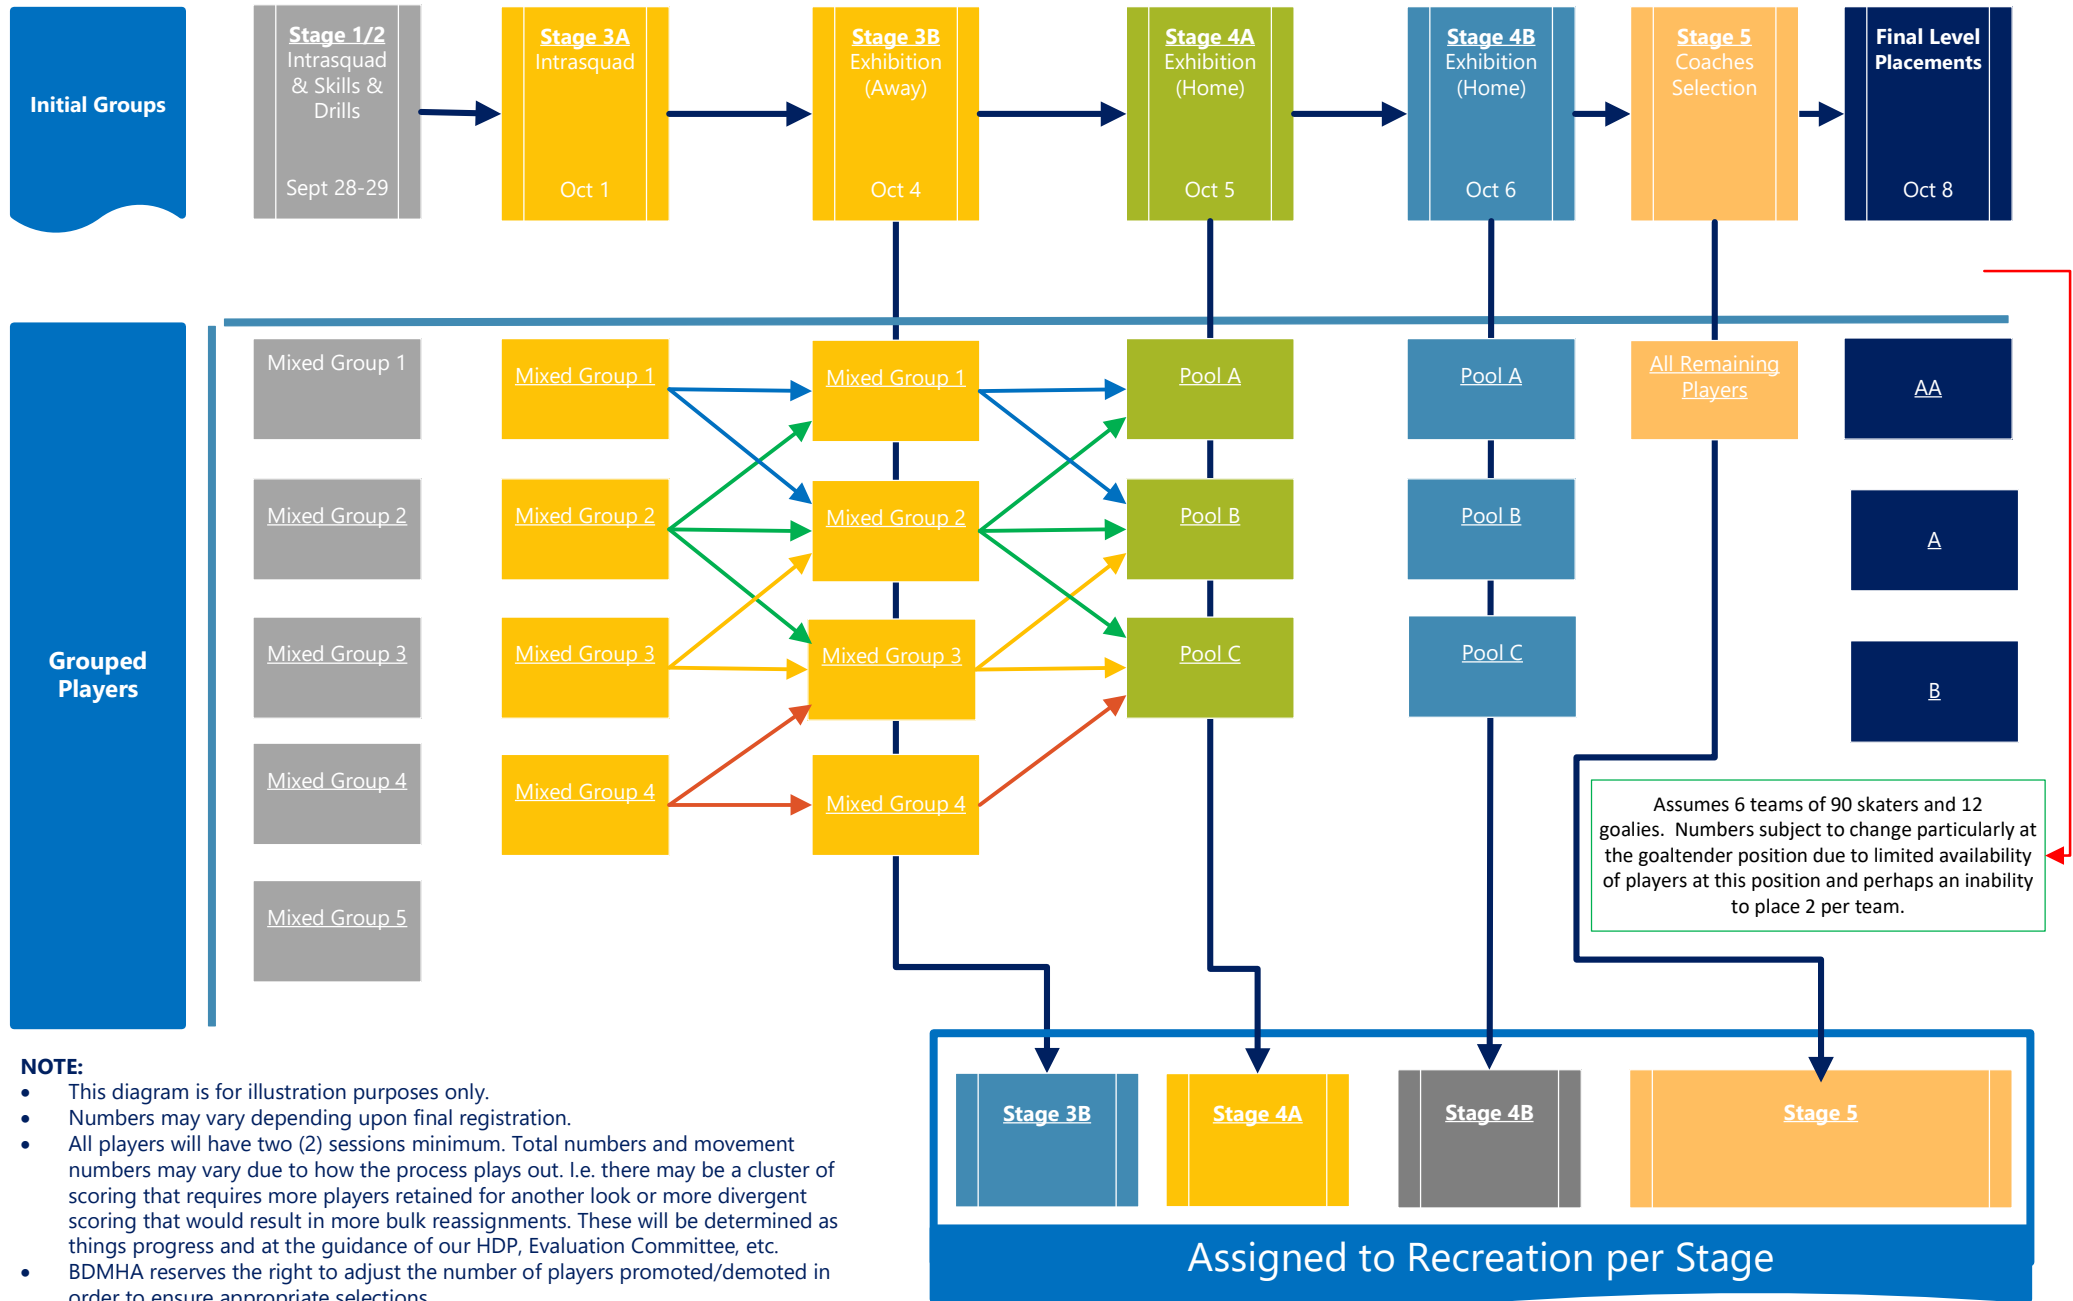 Initial Groups
Stage 1/2
Intrasquad
& Skills &
Drills
Sept 28-29
Stage 3A
Intrasquad
Oct 1
Stage 3B
Exhibition
(Away)
Oct 4
Stage 4A
Exhibition
(Home)
Oct 5
Stage 4B
Exhibition
(Home)
Oct 6
Stage 5
Coaches
Selection
Final Level
Placements
Oct 8
Grouped
Players
Mixed Group 1
Mixed Group 2
Mixed Group 3
Mixed Group 4
Mixed Group 5
Mixed Group 1
Mixed Group 2
Mixed Group 3
Mixed Group 4
Mixed Group 1
Mixed Group 2
Mixed Group 3
Mixed Group 4
Pool A
Pool B
Pool C
Pool A
Pool B
Pool C
All Remaining
Players
AA
A
B
Assumes 6 teams of 90 skaters and 12
goalies. Numbers subject to change particularly at
the goaltender position due to limited availability
of players at this position and perhaps an inability
to place 2 per team.
NOTE:
• This diagram is for illustration purposes only.
• Numbers may vary depending upon final registration.
• All players will have two (2) sessions minimum. Total numbers and movement
numbers may vary due to how the process plays out. I.e. there may be a cluster of
scoring that requires more players retained for another look or more divergent
scoring that would result in more bulk reassignments. These will be determined as
things progress and at the guidance of our HDP, Evaluation Committee, etc.
• BDMHA reserves the right to adjust the number of players promoted/demoted in
order to ensure appropriate selections.
Stage 3B
Stage 4A
Stage 4B
Stage 5
Assigned to Recreation per Stage